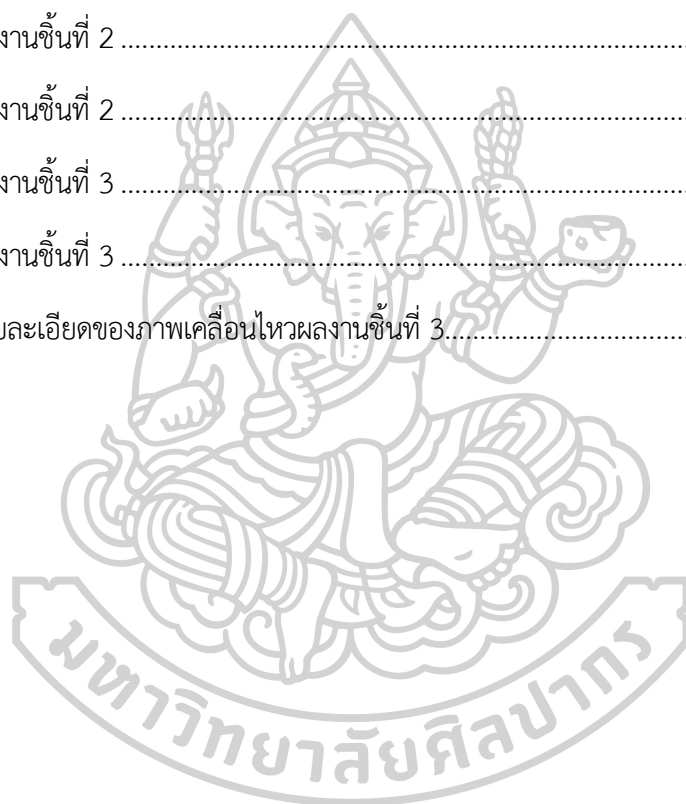 งานชิ้นที่ 2 ........................................................................................
งานชิ้นที่ 2 ........................................................................................
งานชิ้นที่ 3 ........................................................................................
งานชิ้นที่ 3 ........................................................................................
ละเอียดของภาพเคลื่อนไหวผลงานชิ้นที่ 3......................................
มหาวิทยาลัยศิลปากร